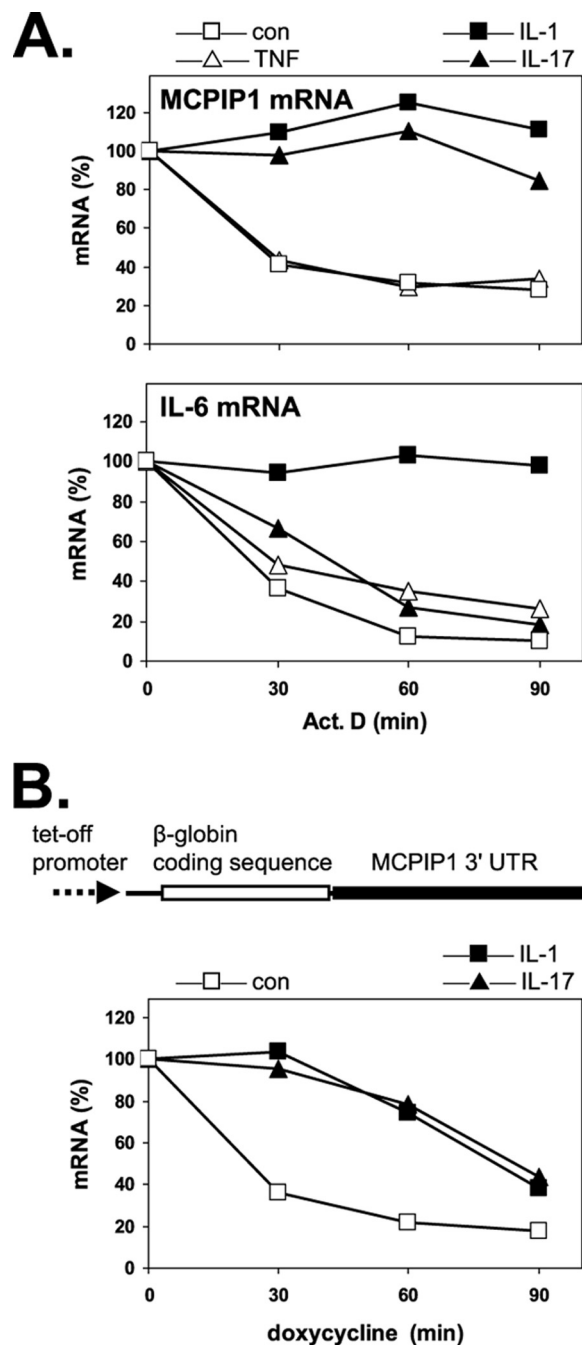 A.
con IL-1
TNF IL-17
MCPIP1 mRNA
120
100
80
60
40
20
0
mRNA (%)
IL-6 mRNA
120
100
80
60
40
20
0
mRNA (%)
0 30 60 90
Act. D (min)
B.
tet-off β-globin
promoter coding sequence MCPIP1 3' UTR
IL-1
con IL-17
120
100
80
60
40
20
0
mRNA (%)
0 30 60 90
doxycycline (min)